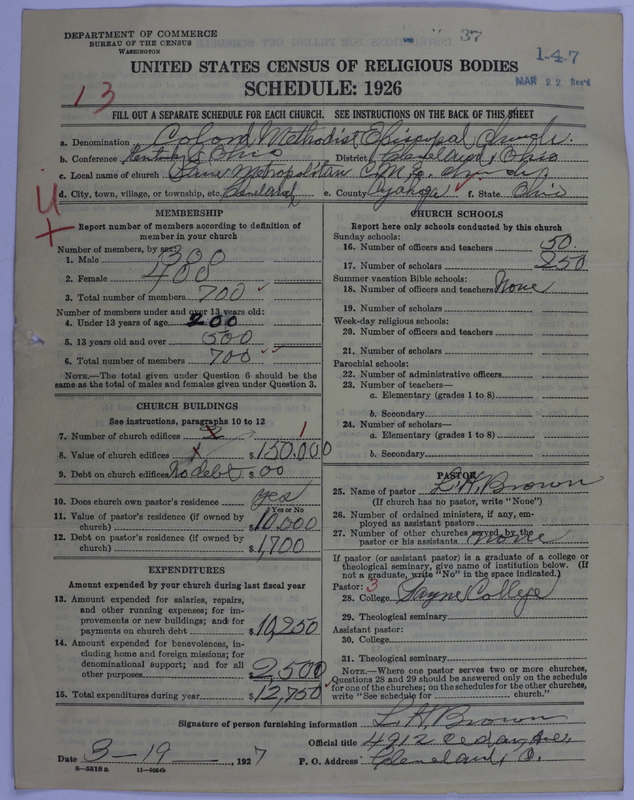 DEPARTMENT OF COMMERCE
BUREAU OF THE CENSUS
WASHINGTON
37
1-4-7
MAR 22 Rec'd
UNITED STATES CENSUS OF RELIGIOUS BODIES
SCHEDULE: 1926
13
FILL OUT A SEPARATE SCHEDULE FOR EACH CHURCH. SEE INSTRUCTIONS ON THE BACK OF THIS SHEET
a. Denomination Colored Methodist Episcopal Church.
b. Conference Kentucky & Ohio District Cleveland, Ohio
c. Local name of church Lane Metropolitan C.M.E. Church
d. City, town, village, or township, etc. Cleveland e. County Cuyahoga f. State Ohio
MEMBERSHIP
Report number of members according to definition of
member in your church
Number of members, by sex:
1. Male 300
2. Female 400
3. Total number of members 700
Number of members under and over 13 years old:
4. Under 13 years of age 200
5. 13 years old and over 500
6. Total number of members 700
NOTE.—The total given under Question 6 should be the
same as the total of males and females given under Question 3.
CHURCH BUILDINGS
See instructions, paragraphs 10 to 12
7. Number of church edifices 1
8. Value of church edifices $150.000
9. Debt on church edifices No debt $.00
10. Does church own pastor's residence yes
Yes or No
11. Value of pastor's residence (if owned by
church) $10.000
12. Debt on pastor's residence (if owned by
church) $1,700
EXPENDITURES
Amount expended by your church during last fiscal year
13. Amount expended for salaries, repairs,
and other running expenses; for im-
provements or new buildings; and for
payments on church debt $10,250
14. Amount expended for benevolences, in-
cluding home and foreign missions; for
denominational support; and for all
other purposes $2,500
15. Total expenditures during year $12,750
CHURCH SCHOOLS
Report here only schools conducted by this church
Sunday schools:
16. Number of officers and teachers 50.
17. Number of scholars 250
Summer vacation Bible schools:
18. Number of officers and teachers None
19. Number of scholars
Week-day religious schools:
20. Number of officers and teachers
21. Number of scholars
Parochial schools:
22. Number of administrative officers
23. Number of teachers—
a. Elementary (grades 1 to 8)
b. Secondary
24. Number of scholars—
a. Elementary (grades 1 to 8)
b. Secondary
PASTOR
25. Name of pastor L.H. Brown
(If church has no pastor, write "None")
26. Number of ordained ministers, if any, em-
ployed as assistant pastors
27. Number of other churches served by the
pastor or his assistants None
If pastor (or assistant pastor) is a graduate of a college or
theological seminary, give name of institution below. (If
not a graduate, write "No" in the space indicated.)
Pastor: 3
28. College College
29. Theological seminary
Assistant pastor:
30. College
31. Theological seminary
NOTE.—Where one pastor serves two or more churches,
Questions 28 and 29 should be answered only on the schedule
for one of the churches; on the schedules for the other churches,
write "See schedule for church."
Signature of person furnishing information L.H. Brown
Official title 4912 Cedar Ave
Date 3-19, 1927 P. O. Address Cleveland, O.